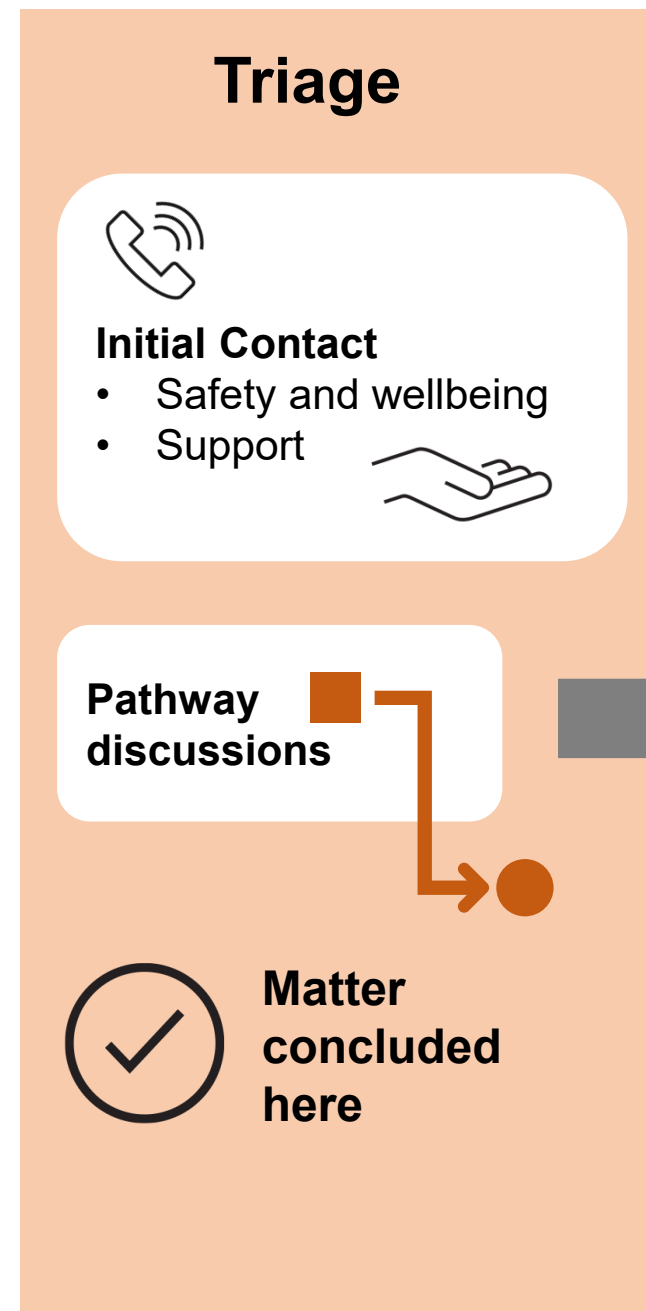 Triage
Initial Contact
• Safety and wellbeing
• Support
Pathway
discussions
Matter
concluded
here